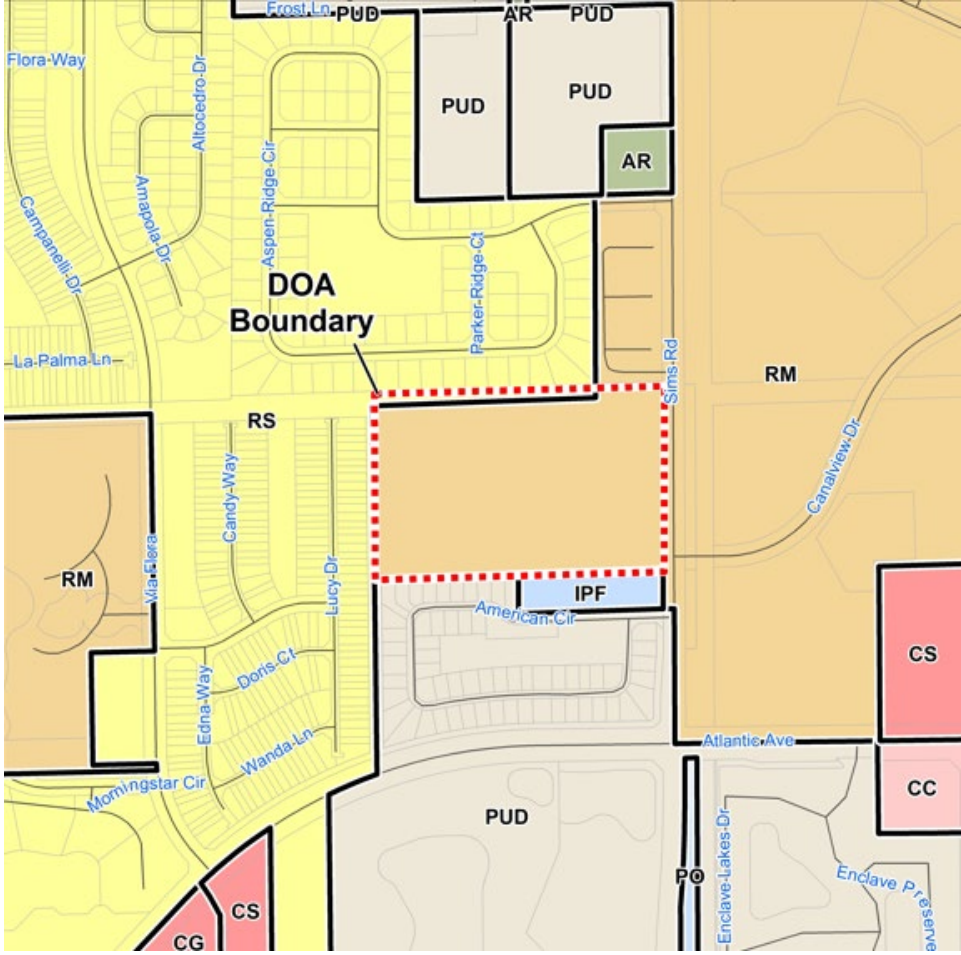 Frost Ln
PUD
AR
PUD
Flora Way
Altocedro Dr
PUD
PUD
AR
Amapola-Dr
Campanelli-Dr
Aspen-Ridge-Cir
Parker-Ridge-Ct
DOA
Boundary
La-Palma Ln
Sims-Rd
RM
RS
Canalview-Dr
Candy-Way
Via-Flora
Lucy-Dr
RM
IPF
American Cir
CS
Doris-Ct
Edna-Way
Wanda-Ln
Atlantic Ave
Morningstar Cir
CC
PUD
Enclave-Lakes-Dr
PO
Enclave Preserve
CS
CG